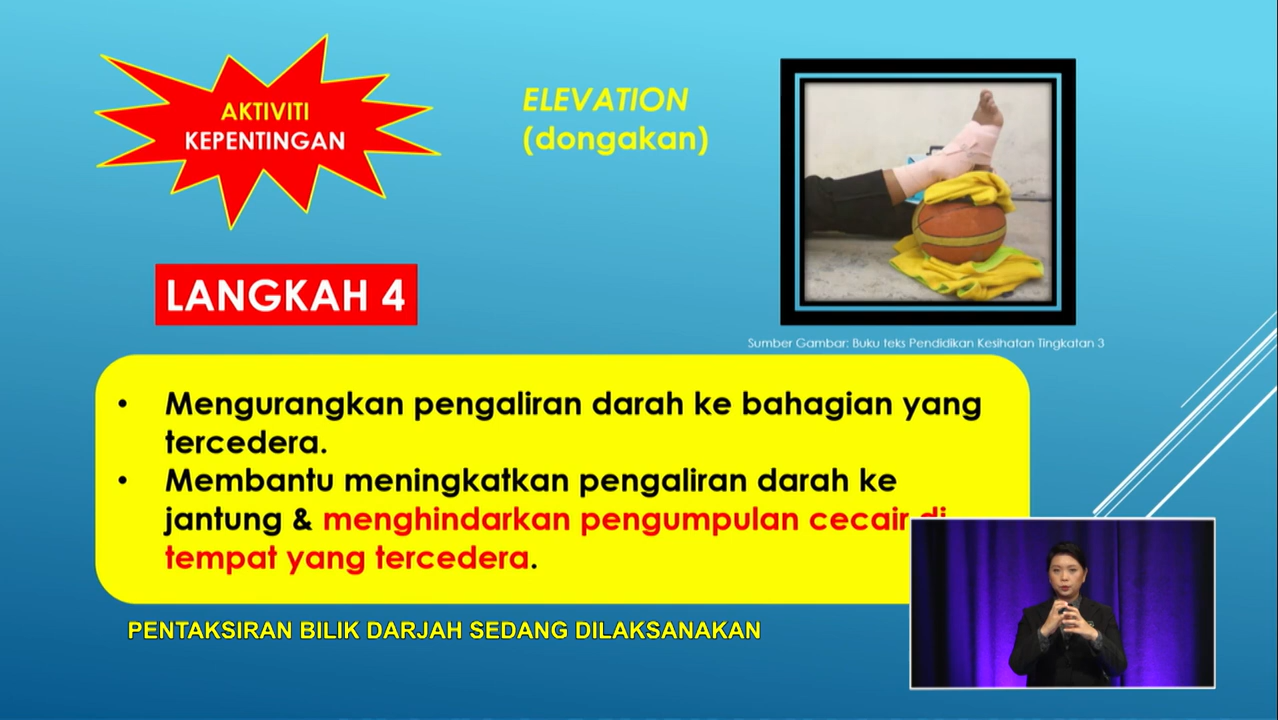 AKTIVITI
KEPENTINGAN
ELEVATION
(dongakan)
LANGKAH 4
Sumber Gambar: Buku teks Pendidikan Kesihatan Tingkatan 3
• Mengurangkan pengaliran darah ke bahagian yang
tercedera.
• Membantu meningkatkan pengaliran darah ke
jantung & menghindarkan pengumpulan cecair di
tempat yang tercedera.
PENTAKSIRAN BILIK DARJAH SEDANG DILAKSANAKAN